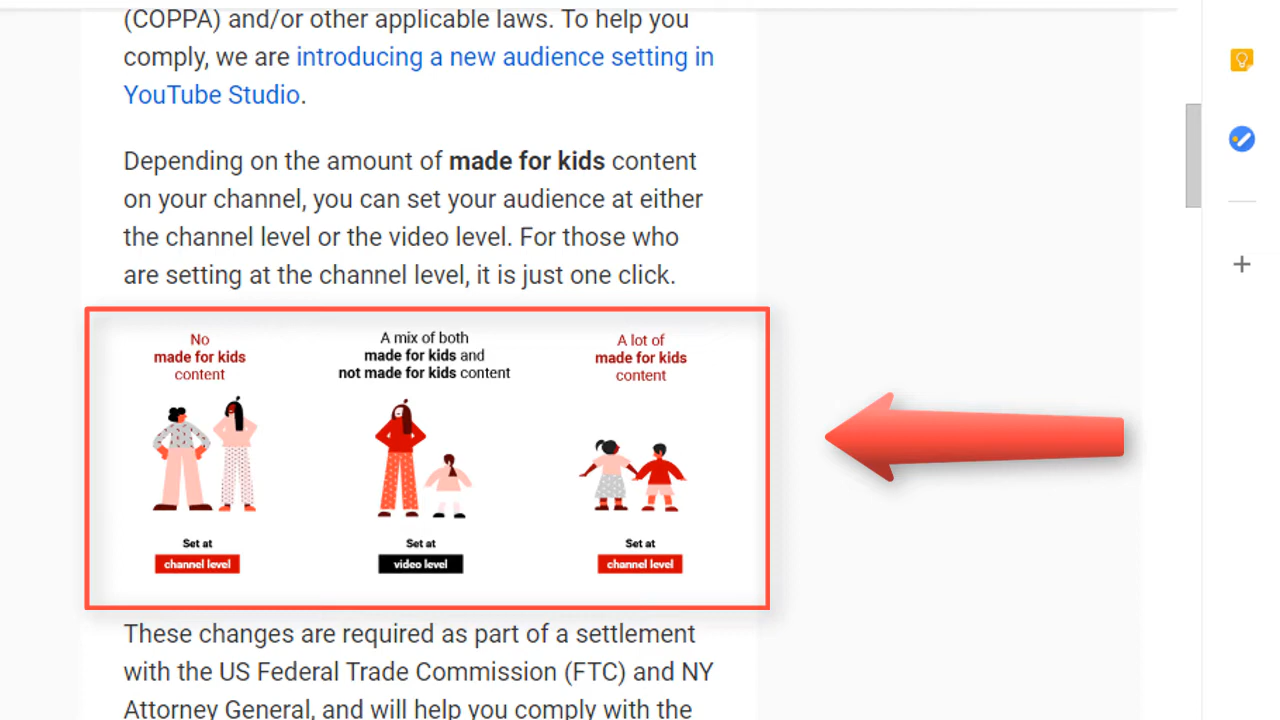 (COPPA) and/or other applicable laws. To help you
comply, we are introducing a new audience setting in
YouTube Studio.
Depending on the amount of made for kids content
on your channel, you can set your audience at either
the channel level or the video level. For those who
are setting at the channel level, it is just one click.
No
made for kids
content
Set at
channel level
A mix of both
made for kids and
not made for kids content
Set at
video level
A lot of
made for kids
content
Set at
channel level
These changes are required as part of a settlement
with the US Federal Trade Commission (FTC) and NY
Attorney General, and will help you comply with the